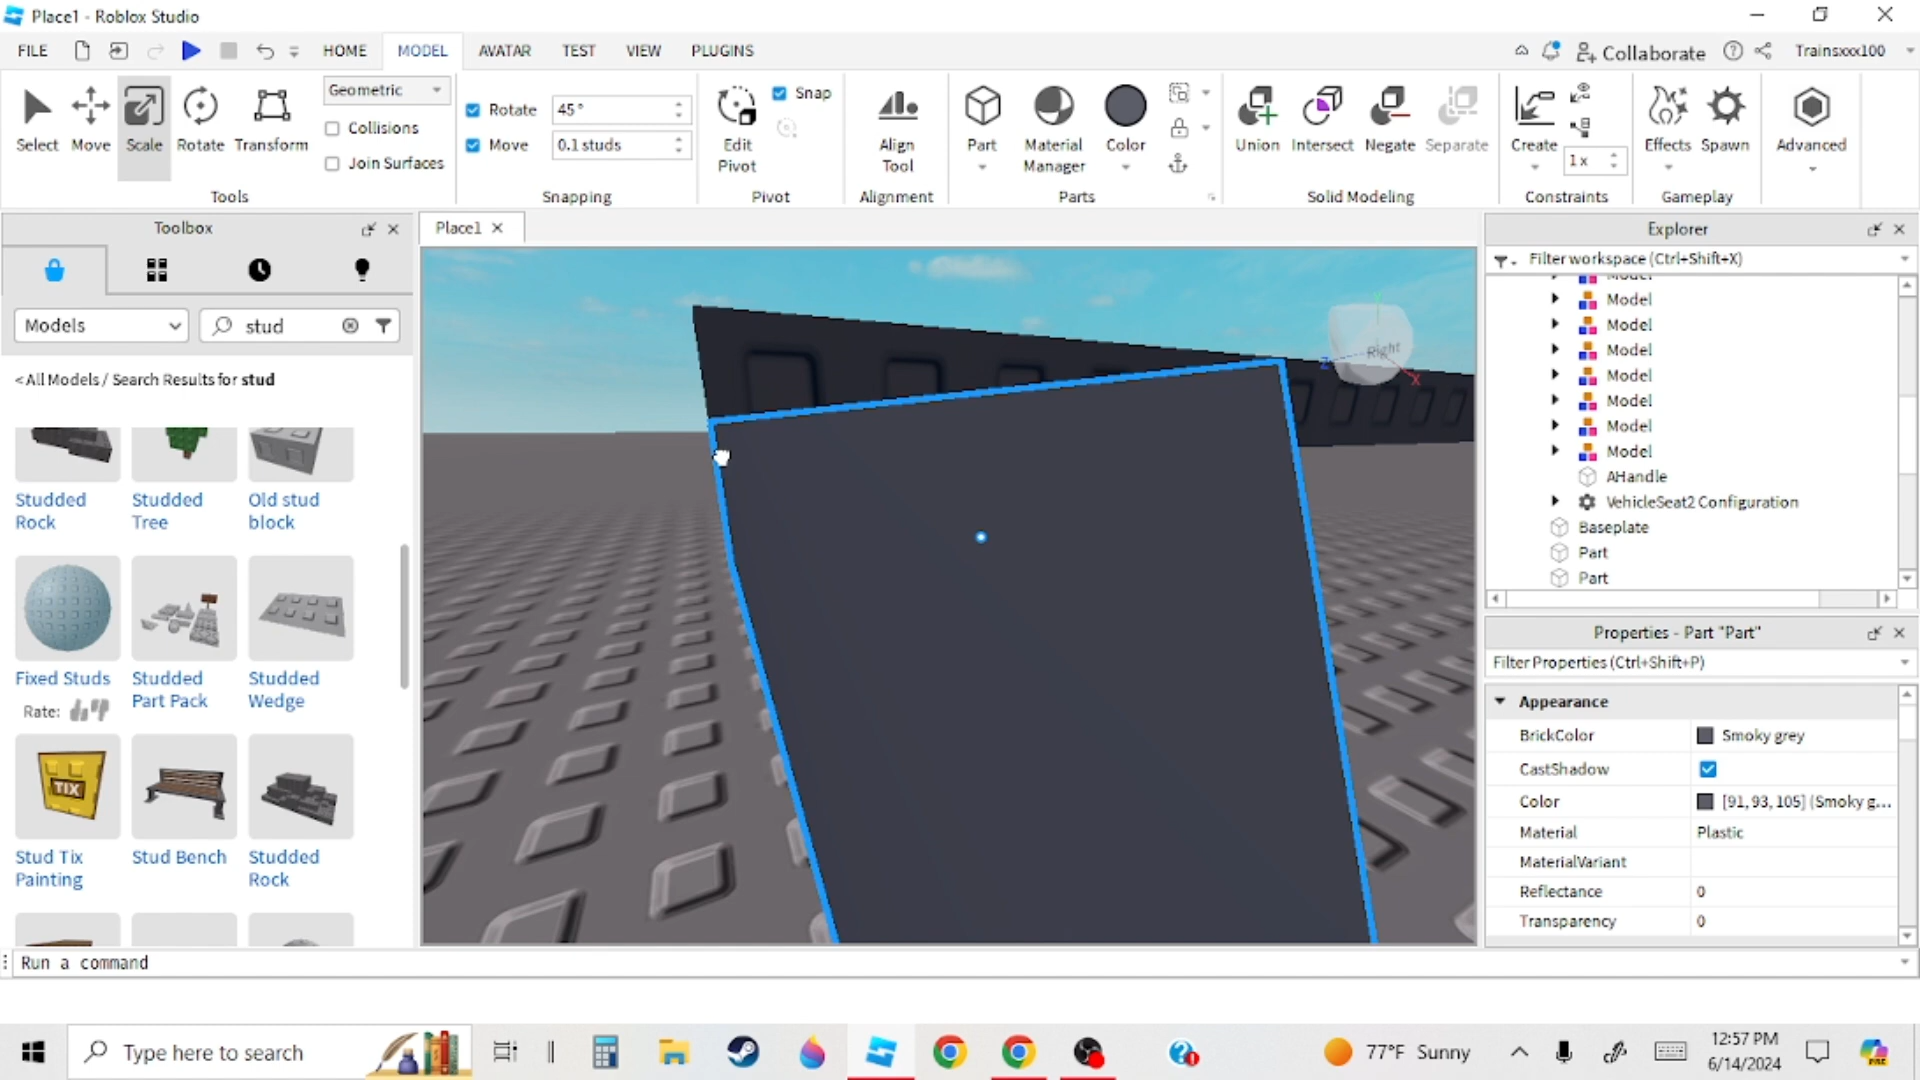 Place1 - Roblox Studio
FILE HOME MODEL AVATAR TEST VIEW PLUGINS Collaborate Trainsxxx100
Select Move Scale Rotate Transform
Geometric
Collisions
Join Surfaces
Tools
Rotate 45°
Move 0.1 studs
Snapping
Edit Pivot
Snap
Pivot
Align Tool
Alignment
Part Material Manager Color
Parts
Union Intersect Negate Separate
Solid Modeling
Create 1x
Constraints
Effects Spawn
Gameplay
Advanced
Toolbox
Models stud
<All Models / Search Results for stud
Studded Rock
Studded Tree
Old stud block
Fixed Studs
Rate:
Studded Part Pack
Studded Wedge
TIX
Stud Tix Painting
Stud Bench
Studded Rock
Place1
Right
Y
Z
X
Explorer
Filter workspace (Ctrl+Shift+X)
Model
Model
Model
Model
Model
Model
Model
Model
AHandle
VehicleSeat2 Configuration
Baseplate
Part
Part
Properties - Part "Part"
Filter Properties (Ctrl+Shift+P)
Appearance
BrickColor Smoky grey
CastShadow
Color [91, 93, 105] (Smoky g...
Material Plastic
MaterialVariant
Reflectance 0
Transparency 0
Run a command
Type here to search
77°F Sunny
12:57 PM
6/14/2024
PRE